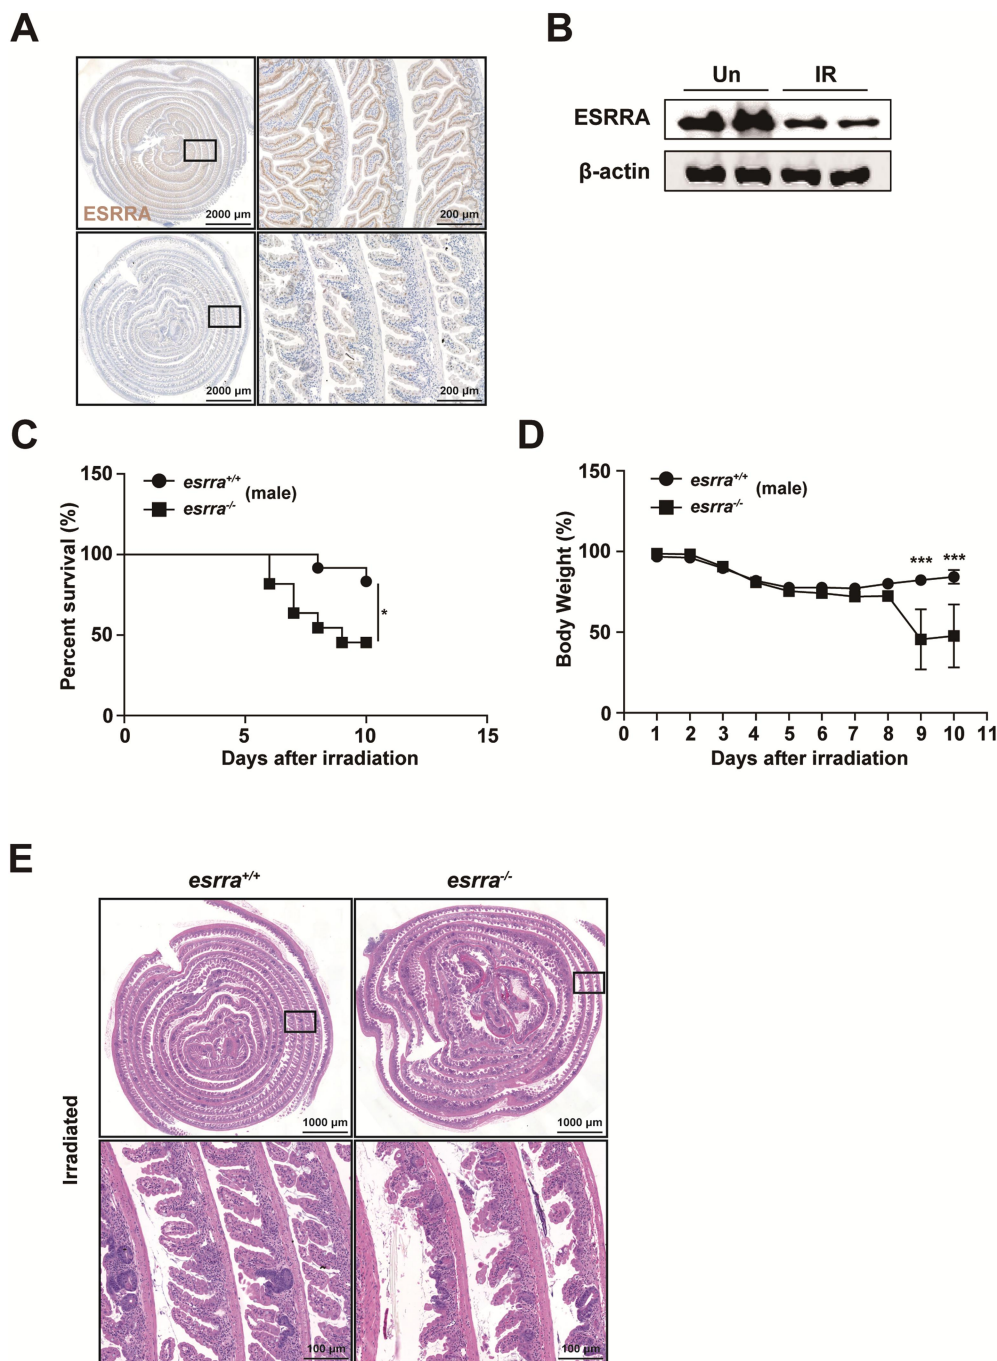 A
ESRRA
2000 µm
200 µm
2000 µm
200 µm
B
Un IR
ESRRA
β-actin
C
esrra+/+
esrra-/-
(male)
Percent survival (%)
150
100
50
0
*
0 5 10 15
Days after irradiation
D
esrra+/+
esrra-/-
(male)
Body Weight (%)
150
100
50
0
*** ***
0 1 2 3 4 5 6 7 8 9 10 11
Days after irradiation
E
esrra+/+ esrra-/-
Irradiated
1000 µm 1000 µm
100 µm 100 µm